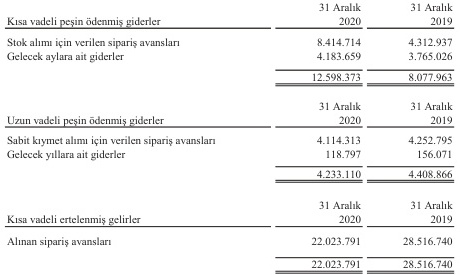 31 Aralık 31 Aralık
Kısa vadeli peşin ödenmiş giderler 2020 2019
Stok alımı için verilen sipariş avansları 8.414.714 4.312.937
Gelecek aylara ait giderler 4.183.659 3.765.026
12.598.373 8.077.963
31 Aralık 31 Aralık
Uzun vadeli peşin ödenmiş giderler 2020 2019
Sabit kıymet alımı için verilen sipariş avansları 4.114.313 4.252.795
Gelecek yıllara ait giderler 118.797 156.071
4.233.110 4.408.866
31 Aralık 31 Aralık
Kısa vadeli ertelenmiş gelirler 2020 2019
Alınan sipariş avansları 22.023.791 28.516.740
22.023.791 28.516.740